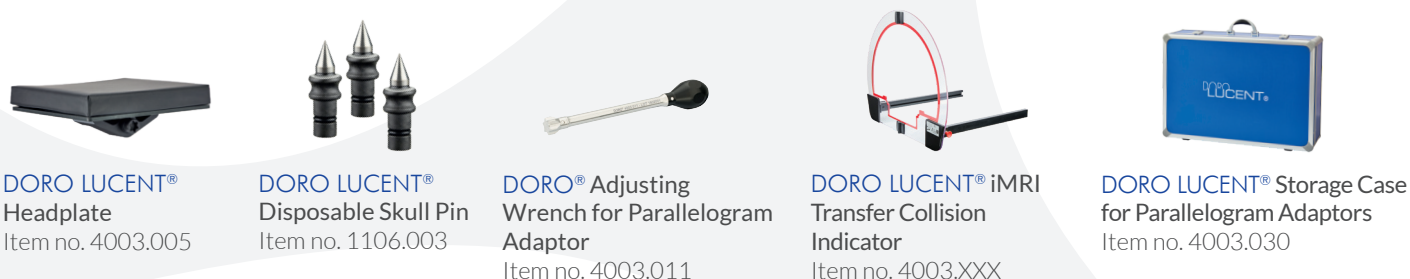 DORO LUCENT®
DORO LUCENT®
Headplate
Item no. 4003.005
DORO LUCENT®
Disposable Skull Pin
Item no. 1106.003
DORO® Adjusting
Wrench for Parallelogram
Adaptor
Item no. 4003.011
DORO LUCENT® iMRI
Transfer Collision
Indicator
Item no. 4003.XXX
DORO LUCENT® Storage Case
for Parallelogram Adaptors
Item no. 4003.030